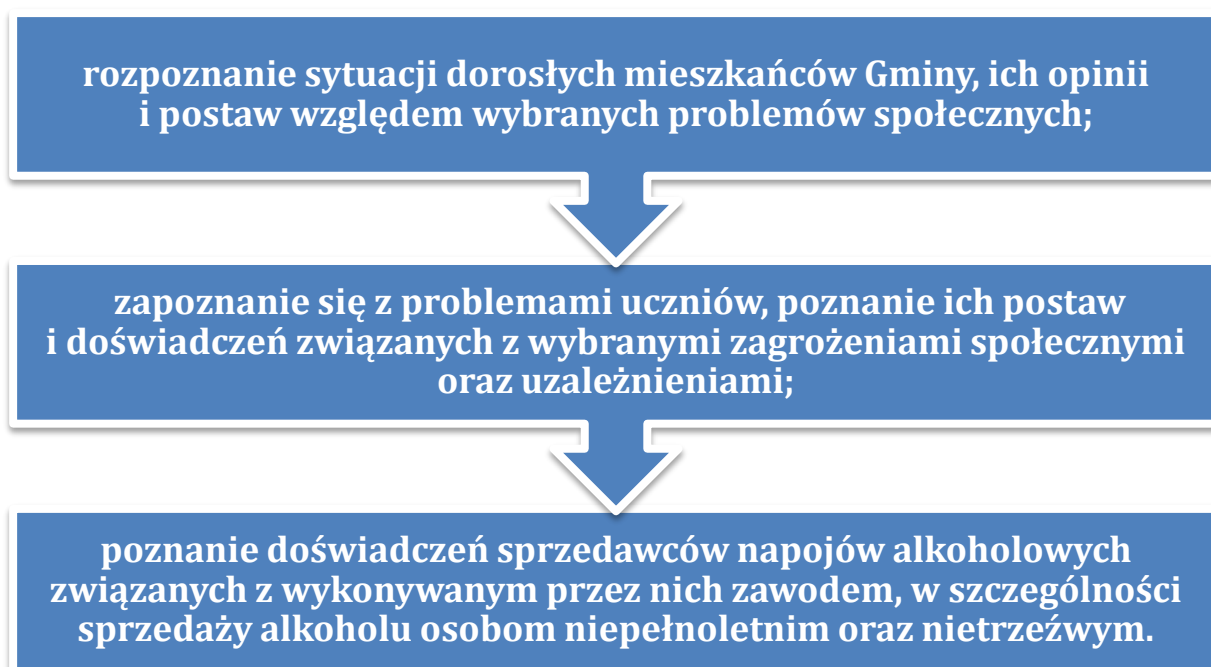 rozpoznanie sytuacji dorosłych mieszkańców Gminy, ich opinii
i postaw względem wybranych problemów społecznych;
zapoznanie się z problemami uczniów, poznanie ich postaw
i doświadczeń związanych z wybranymi zagrożeniami społecznymi
oraz uzależnieniami;
poznanie doświadczeń sprzedawców napojów alkoholowych
związanych z wykonywanym przez nich zawodem, w szczególności
sprzedaży alkoholu osobom niepełnoletnim oraz nietrzeźwym.